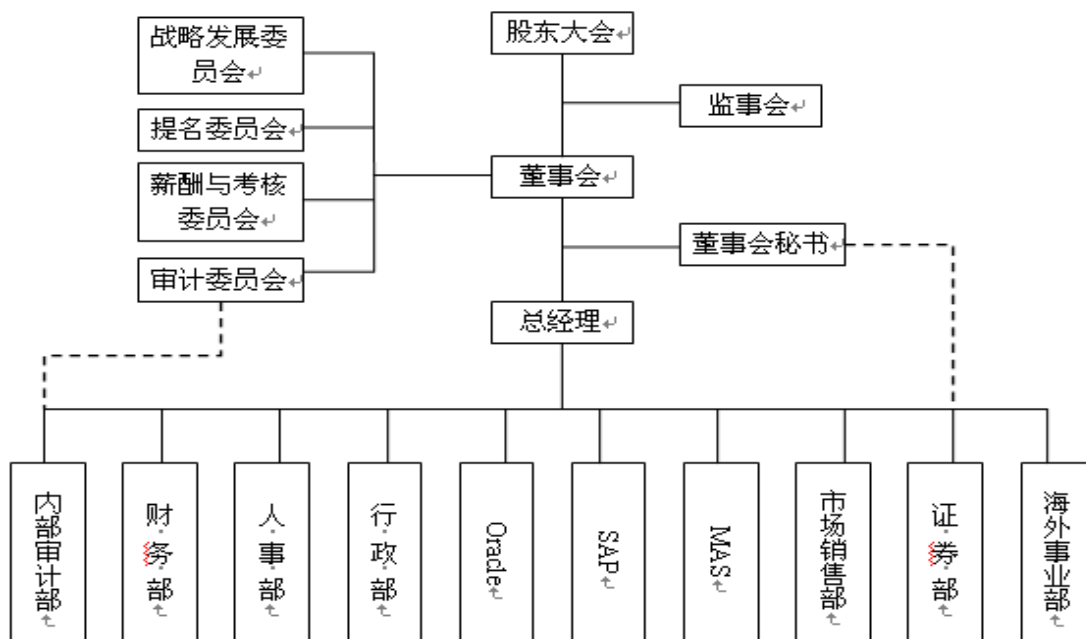 战略发展委
员会
股东大会
监事会
提名委员会
董事会
薪酬与考核
委员会
董事会秘书
审计委员会
总经理
内部审计部
财务部
人事部
行政部
Oracle
SAP
MAS
市场销售部
证券部
海外事业部